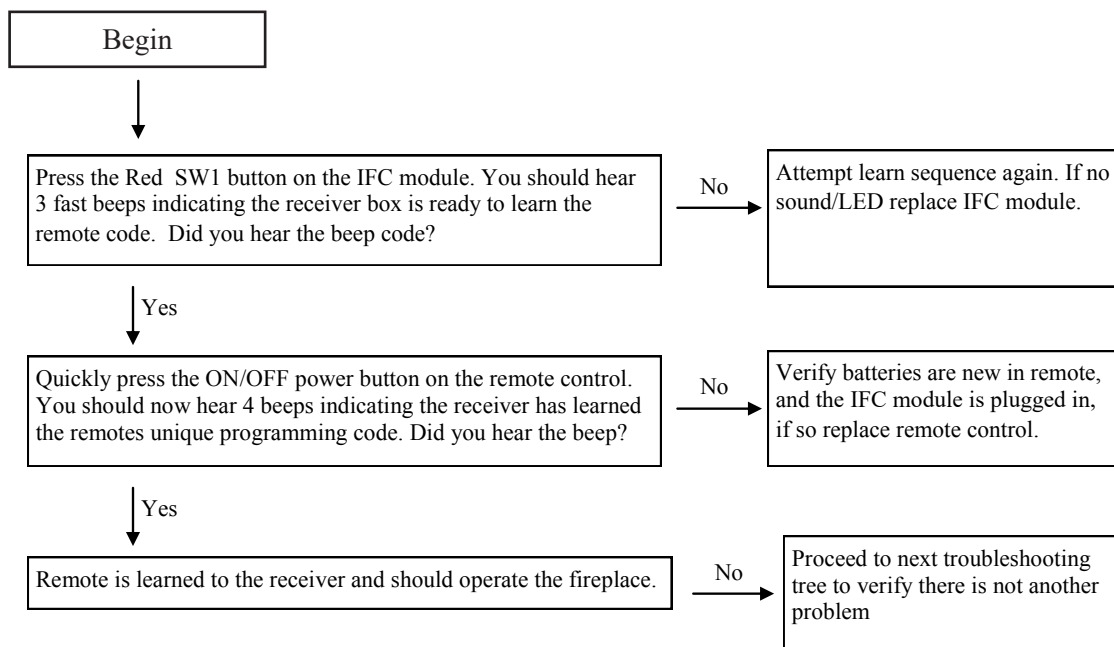 Begin
Press the Red  SW1 button on the IFC module. You should hear
3 fast beeps indicating the receiver box is ready to learn the
remote code.  Did you hear the beep code?
No
Attempt learn sequence again. If no
sound/LED replace IFC module.
Yes
Quickly press the ON/OFF power button on the remote control.
You should now hear 4 beeps indicating the receiver has learned
the remotes unique programming code. Did you hear the beep?
No
Verify batteries are new in remote,
and the IFC module is plugged in,
if so replace remote control.
Yes
Remote is learned to the receiver and should operate the fireplace.
No
Proceed to next troubleshooting
tree to verify there is not another
problem